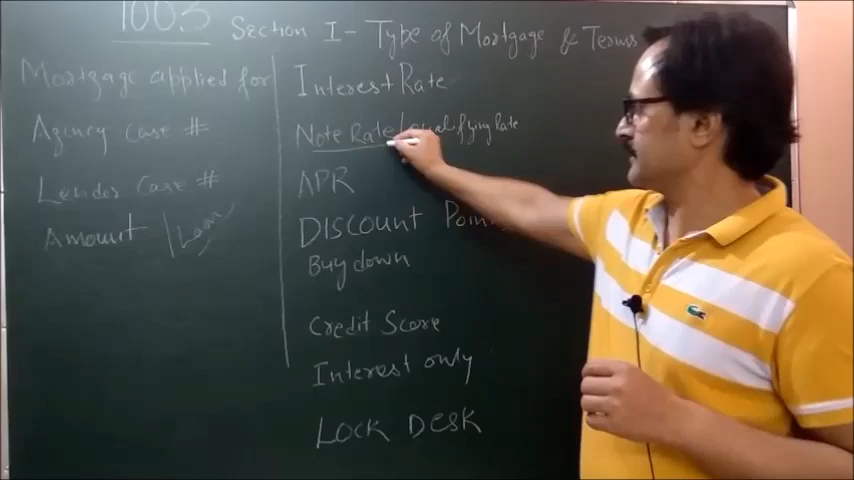 1003
Section I- Type of Mortgage & Terms
Mortgage applied for
Agency Case #
Lender Case #
Amount | Loan
Interest Rate
Note Rate / qualifying Rate
APR
DISCOUNT Points
Buy down
Credit Score
Interest only
LOCK DESK